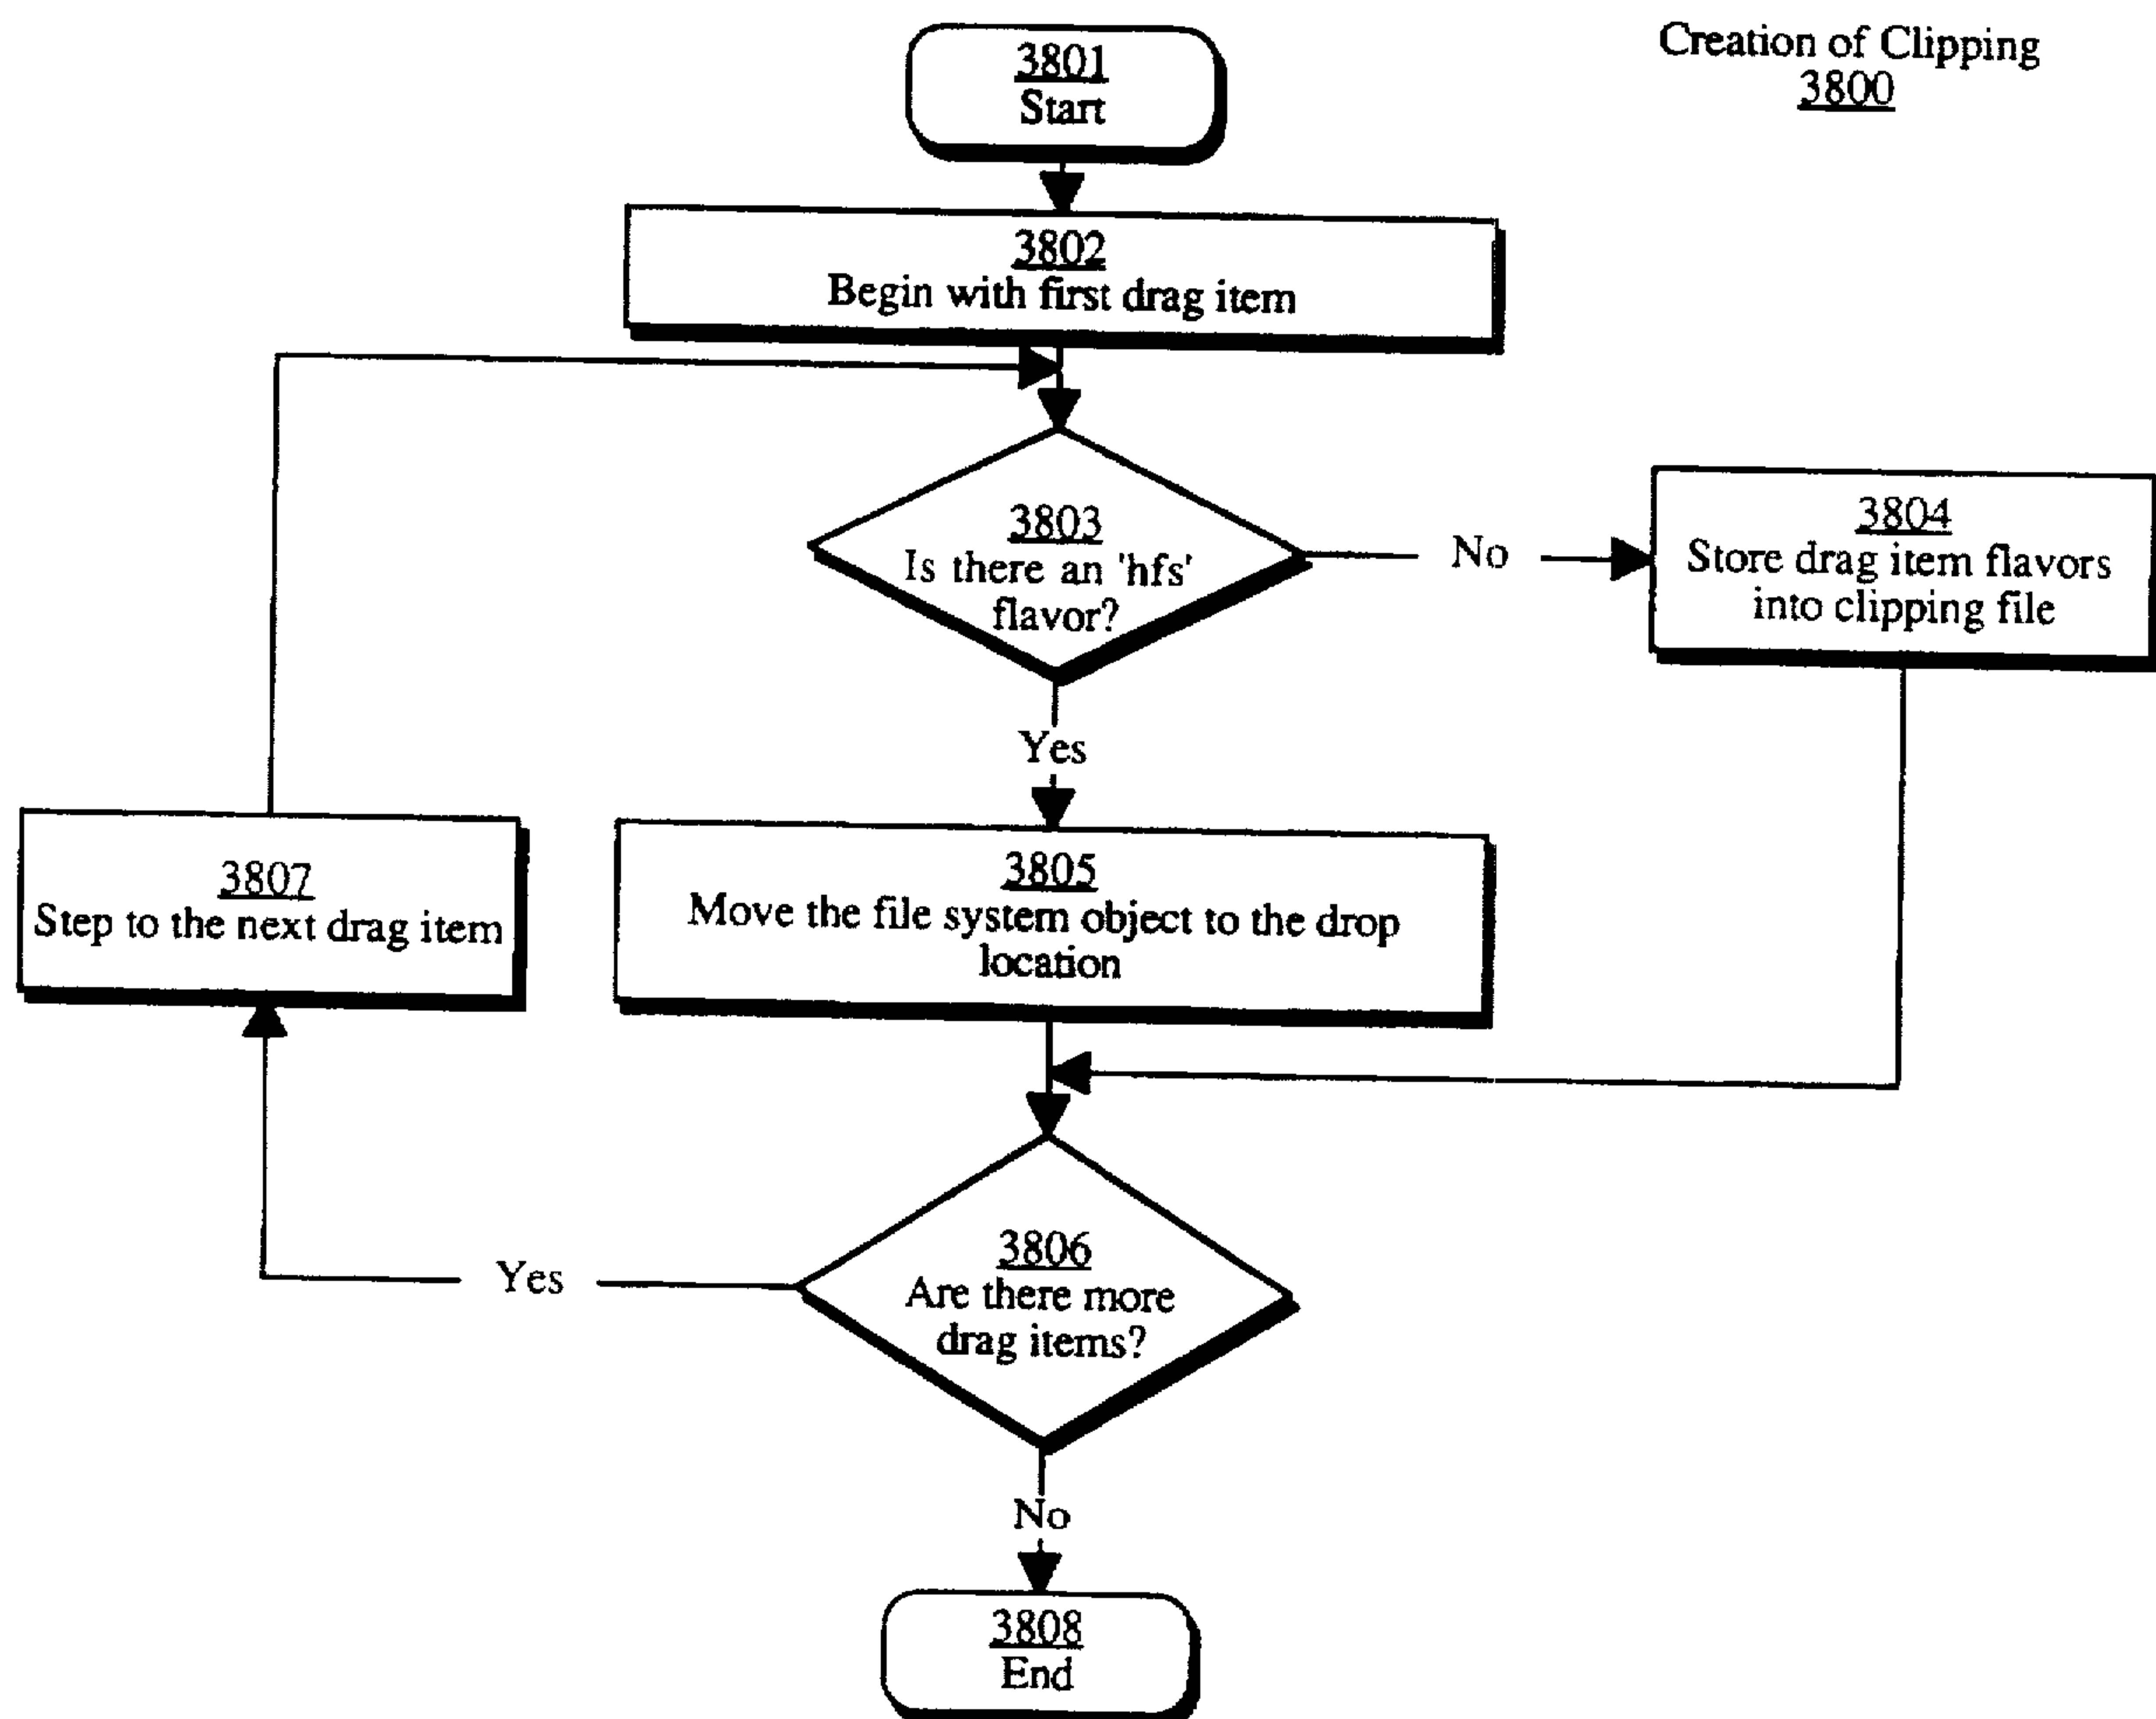 Creation of Clipping
3800
3801
Start
3802
Begin with first drag item
3803
Is there an 'hfs'
flavor?
No
3804
Store drag item flavors
into clipping file
Yes
3805
Move the file system object to the drop
location
3807
Step to the next drag item
3806
Are there more
drag items?
Yes
No
3808
End